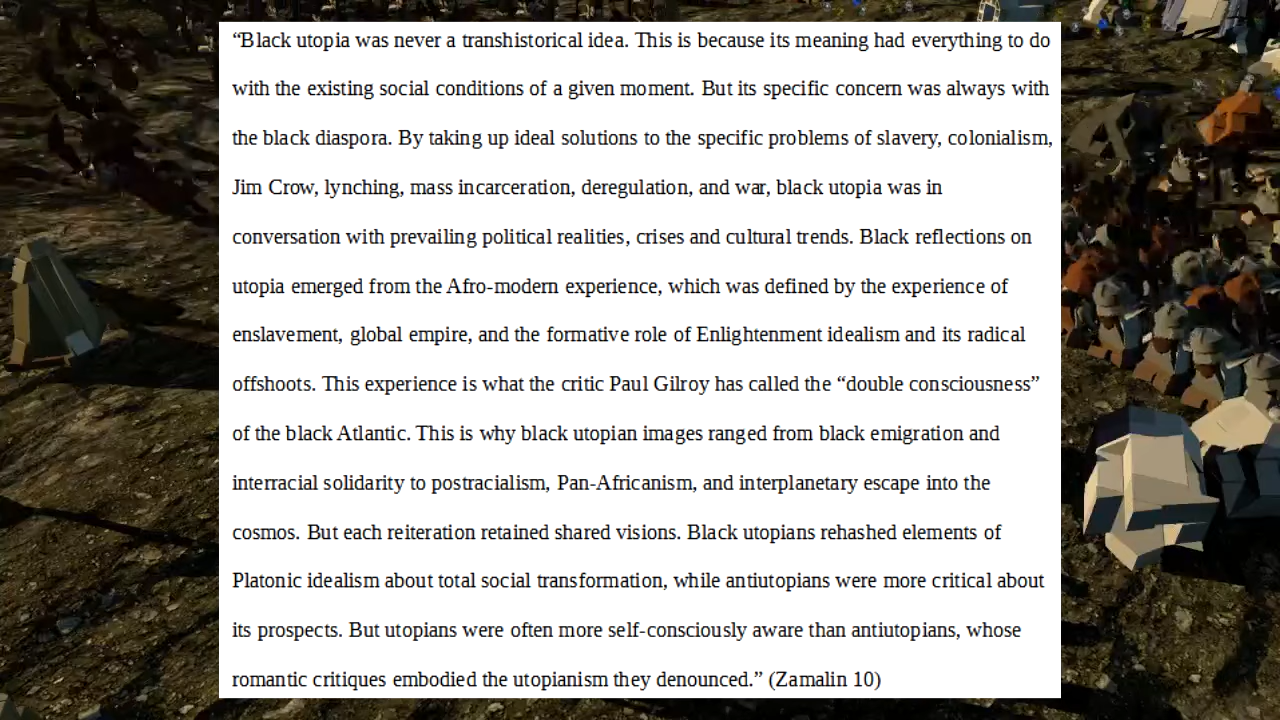 “Black utopia was never a transhistorical idea. This is because its meaning had everything to do
with the existing social conditions of a given moment. But its specific concern was always with
the black diaspora. By taking up ideal solutions to the specific problems of slavery, colonialism,
Jim Crow, lynching, mass incarceration, deregulation, and war, black utopia was in
conversation with prevailing political realities, crises and cultural trends. Black reflections on
utopia emerged from the Afro-modern experience, which was defined by the experience of
enslavement, global empire, and the formative role of Enlightenment idealism and its radical
offshoots. This experience is what the critic Paul Gilroy has called the “double consciousness”
of the black Atlantic. This is why black utopian images ranged from black emigration and
interracial solidarity to postracialism, Pan-Africanism, and interplanetary escape into the
cosmos. But each reiteration retained shared visions. Black utopians rehashed elements of
Platonic idealism about total social transformation, while antiutopians were more critical about
its prospects. But utopians were often more self-consciously aware than antiutopians, whose
romantic critiques embodied the utopianism they denounced.” (Zamalin 10)